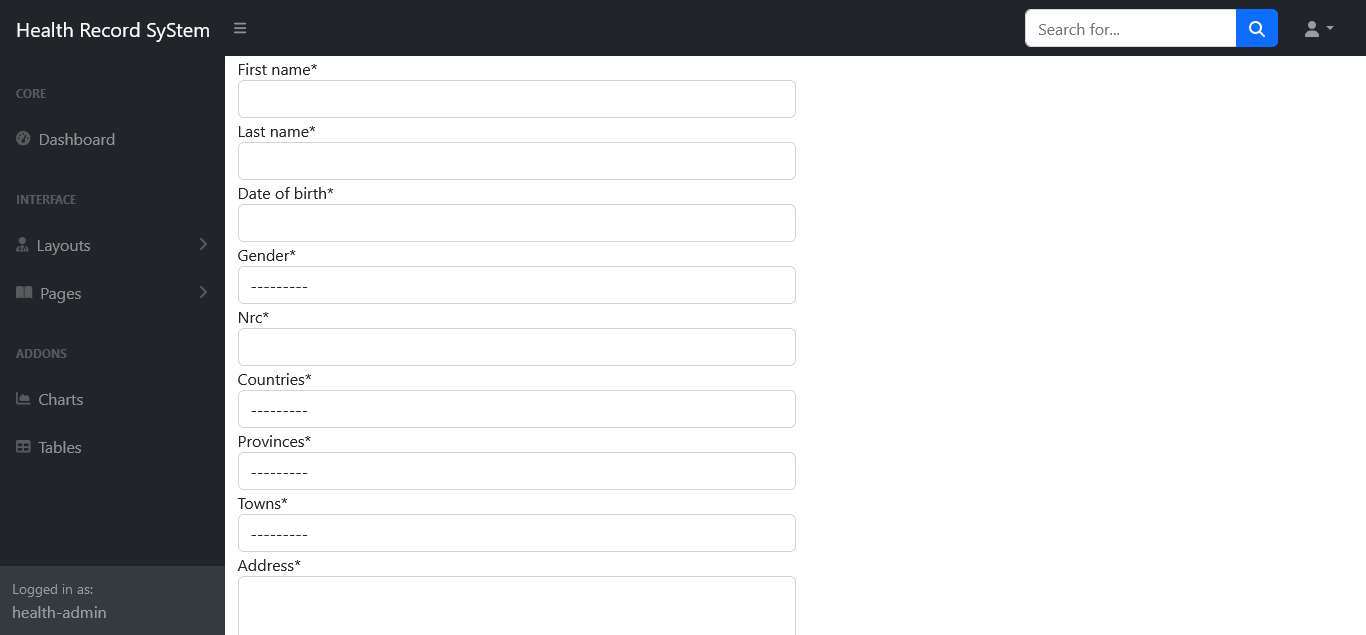 Health Record SyStem
Search for...
CORE
Dashboard
INTERFACE
Layouts
Pages
ADDONS
Charts
Tables
Logged in as:
health-admin
First name*
Last name*
Date of birth*
Gender*
---------
Nrc*
Countries*
---------
Provinces*
---------
Towns*
---------
Address*